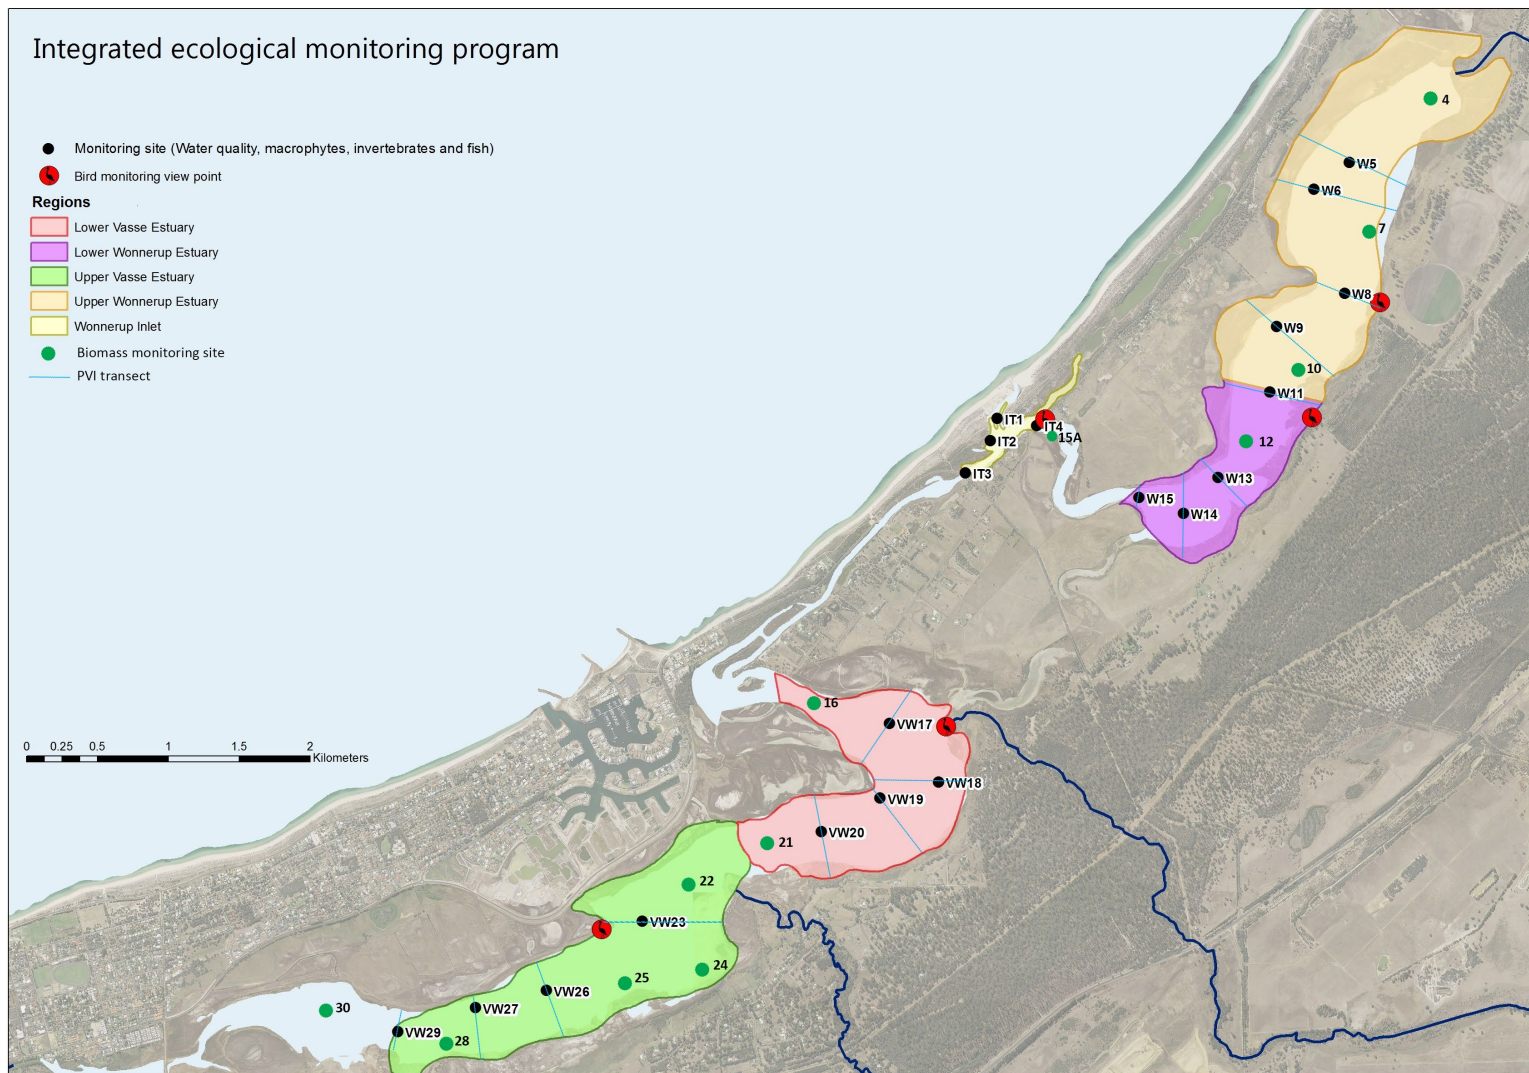 Integrated ecological monitoring program
Monitoring site (Water quality, macrophytes, invertebrates and fish)
Bird monitoring view point
Regions
Lower Vasse Estuary
Lower Wonnerup Estuary
Upper Vasse Estuary
Upper Wonnerup Estuary
Wonnerup Inlet
Biomass monitoring site
PVI transect
4
W5
W6
7
W8
W9
10
W11
IT1
IT4
15A
IT2
12
IT3
W13
W15
W14
16
VW17
0 0.25 0.5 1 1.5 2
Kilometers
VW18
VW19
VW20
21
22
VW23
24
25
VW26
30
VW27
VW29
28